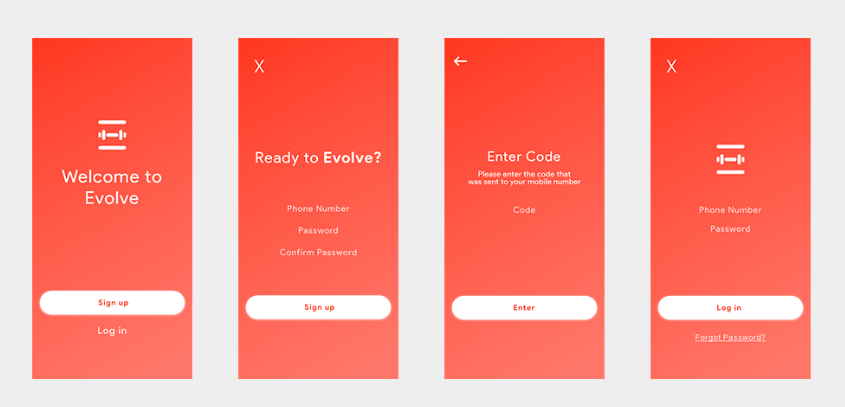 Welcome to
Evolve
Sign up
Log in
X
Ready to Evolve?
Phone Number
Password
Confirm Password
Sign up
Enter Code
Please enter the code that
was sent to your mobile number
Code
Enter
X
Phone Number
Password
Log in
Forgot Password?